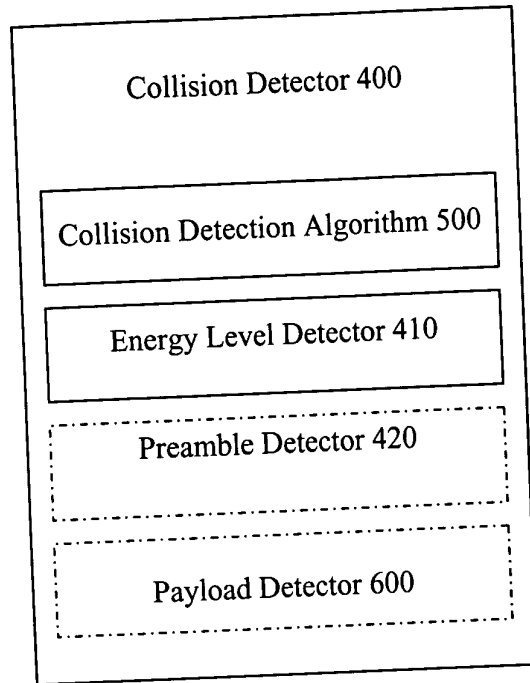 Collision Detector 400
Collision Detection Algorithm 500
Energy Level Detector 410
Preamble Detector 420
Payload Detector 600